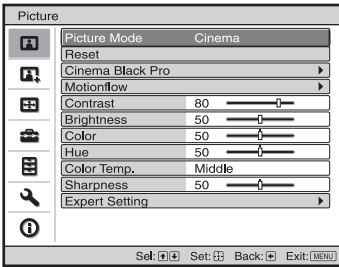 Picture
Picture Mode Cinema
Reset
Cinema Black Pro
Motionflow
Contrast 80
Brightness 50
Color 50
Hue 50
Color Temp. Middle
Sharpness 50
Expert Setting
Sel: Set: Back: Exit: MENU